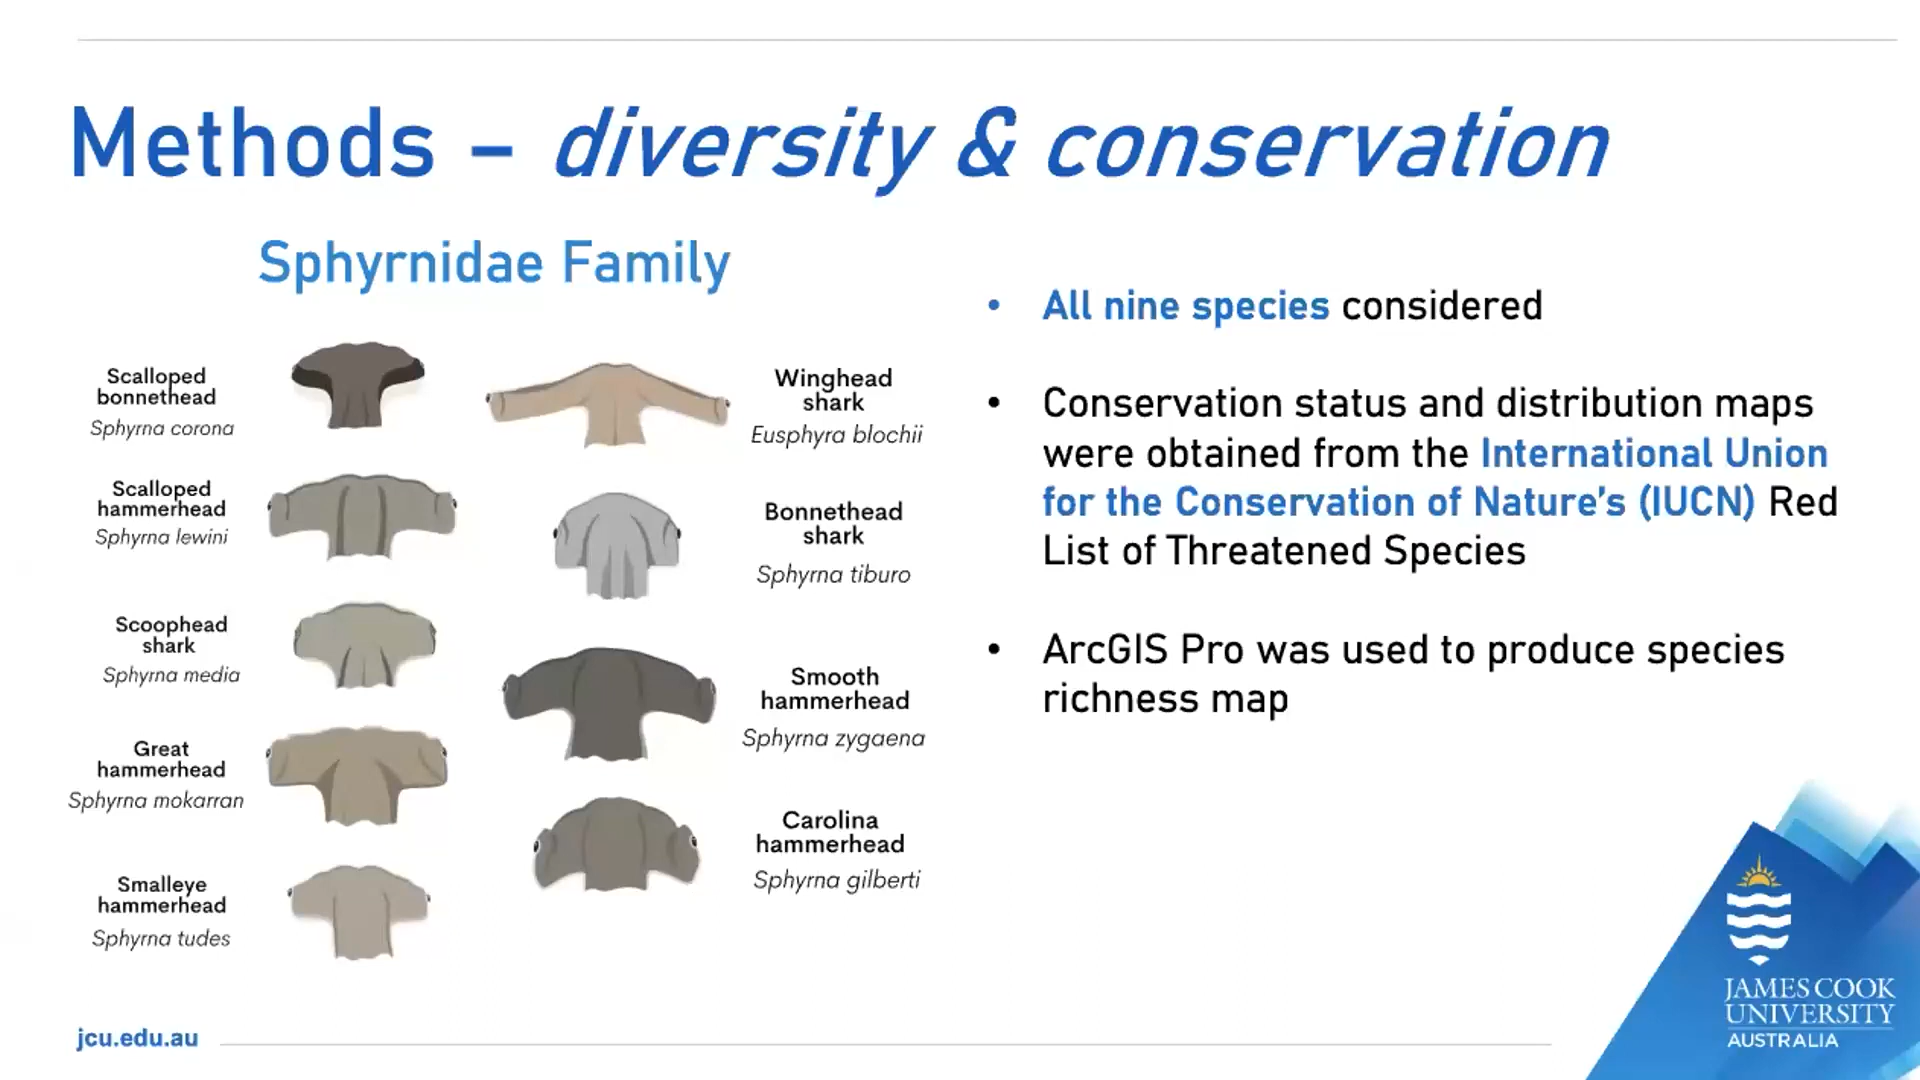 Methods – diversity & conservation
Sphyrnidae Family
Scalloped
bonnethead
Sphyrna corona
Scalloped
hammerhead
Sphyrna lewini
Scoophead
shark
Sphyrna media
Great
hammerhead
Sphyrna mokarran
Smalleye
hammerhead
Sphyrna tudes
Winghead
shark
Eusphyra blochii
Bonnethead
shark
Sphyrna tiburo
Smooth
hammerhead
Sphyrna zygaena
Carolina
hammerhead
Sphyrna gilberti
• All nine species considered
• Conservation status and distribution maps
were obtained from the International Union
for the Conservation of Nature's (IUCN) Red
List of Threatened Species
• ArcGIS Pro was used to produce species
richness map
jcu.edu.au
JAMES COOK
UNIVERSITY
AUSTRALIA